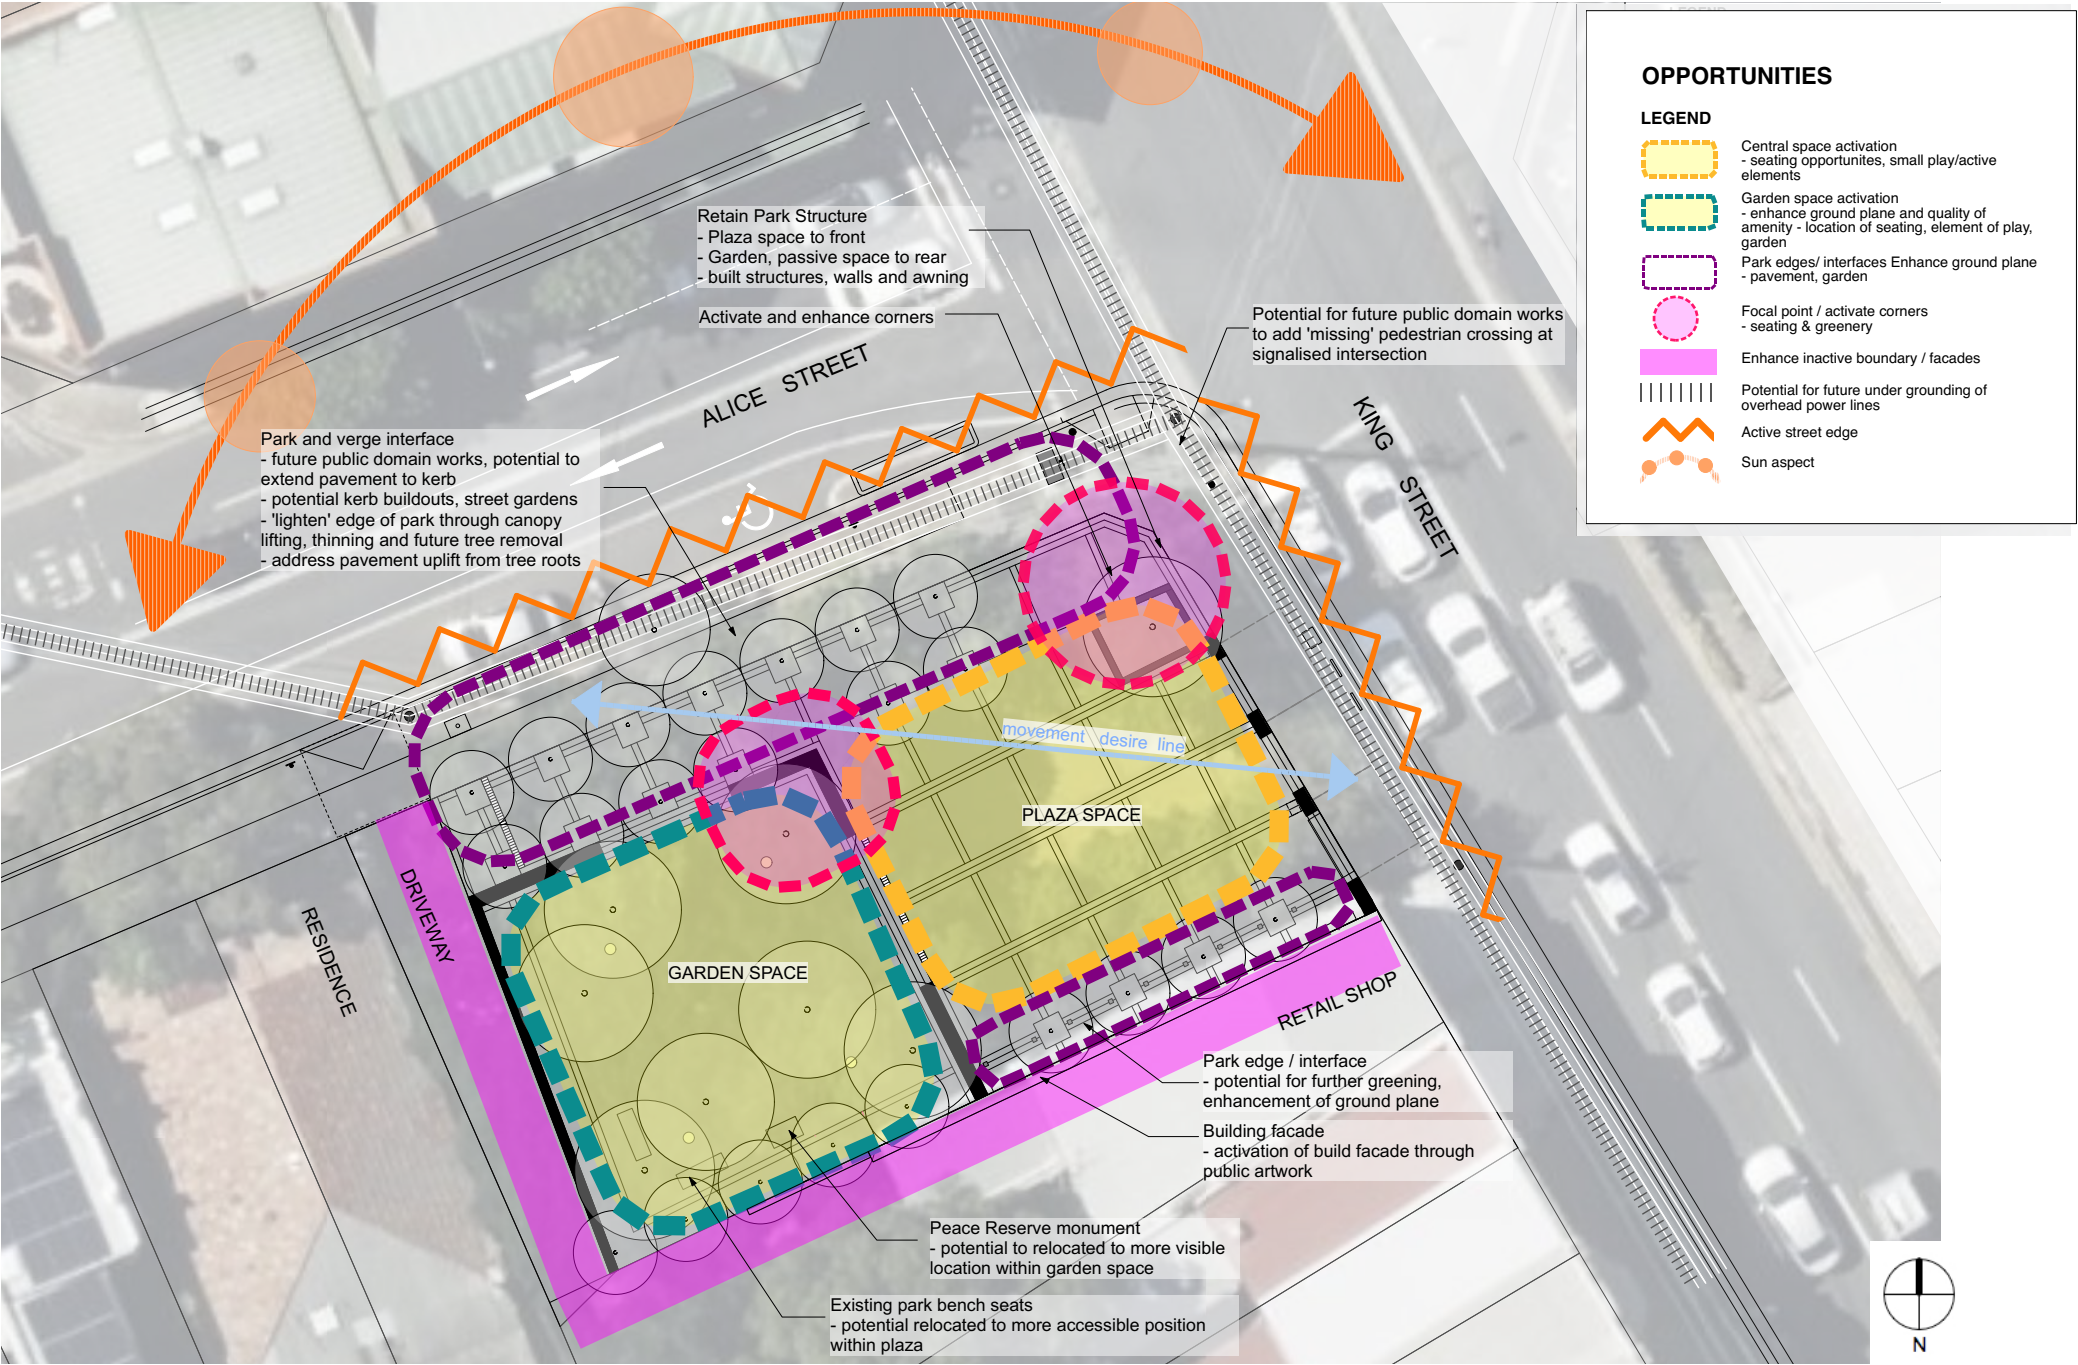 OPPORTUNITIES
LEGEND
Central space activation
- seating opportunites, small play/active
elements
Garden space activation
- enhance ground plane and quality of
amenity - location of seating, element of play,
garden
Park edges/ interfaces Enhance ground plane
- pavement, garden
Focal point / activate corners
- seating & greenery
Enhance inactive boundary / facades
Potential for future under grounding of
overhead power lines
Active street edge
Sun aspect
Retain Park Structure
- Plaza space to front
- Garden, passive space to rear
- built structures, walls and awning
Activate and enhance corners
Potential for future public domain works
to add 'missing' pedestrian crossing at
signalised intersection
ALICE STREET
KING STREET
Park and verge interface
- future public domain works, potential to
extend pavement to kerb
- potential kerb buildouts, street gardens
- 'lighten' edge of park through canopy
lifting, thinning and future tree removal
- address pavement uplift from tree roots
movement desire line
PLAZA SPACE
GARDEN SPACE
DRIVEWAY
RESIDENCE
RETAIL SHOP
Park edge / interface
- potential for further greening,
enhancement of ground plane
Building facade
- activation of build facade through
public artwork
Peace Reserve monument
- potential to relocated to more visible
location within garden space
Existing park bench seats
- potential relocated to more accessible position
within plaza
N